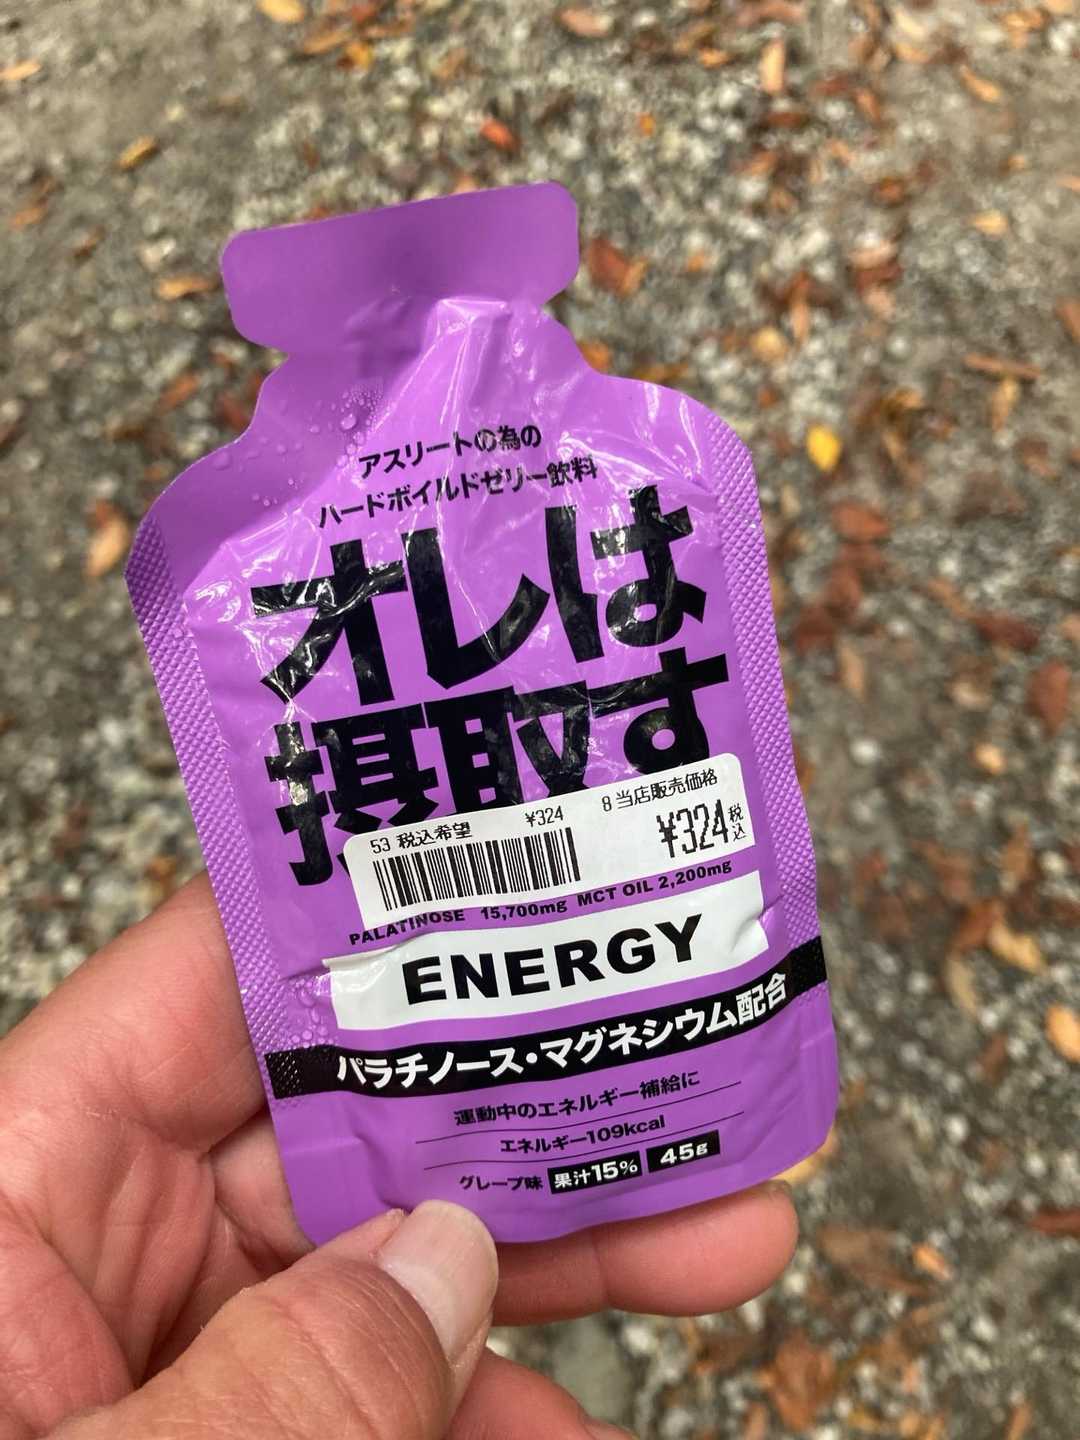 アスリートの為の
ハードボイルドゼリー飲料
オレは
摂取す
53 税込希望 ¥324
8 当店販売価格
¥324 税込
PALATINOSE 15,700mg MCT OIL 2,200mg
ENERGY
パラチノース・マグネシウム配合
運動中のエネルギー補給に
エネルギー109kcal
グレープ味 果汁15% 45g